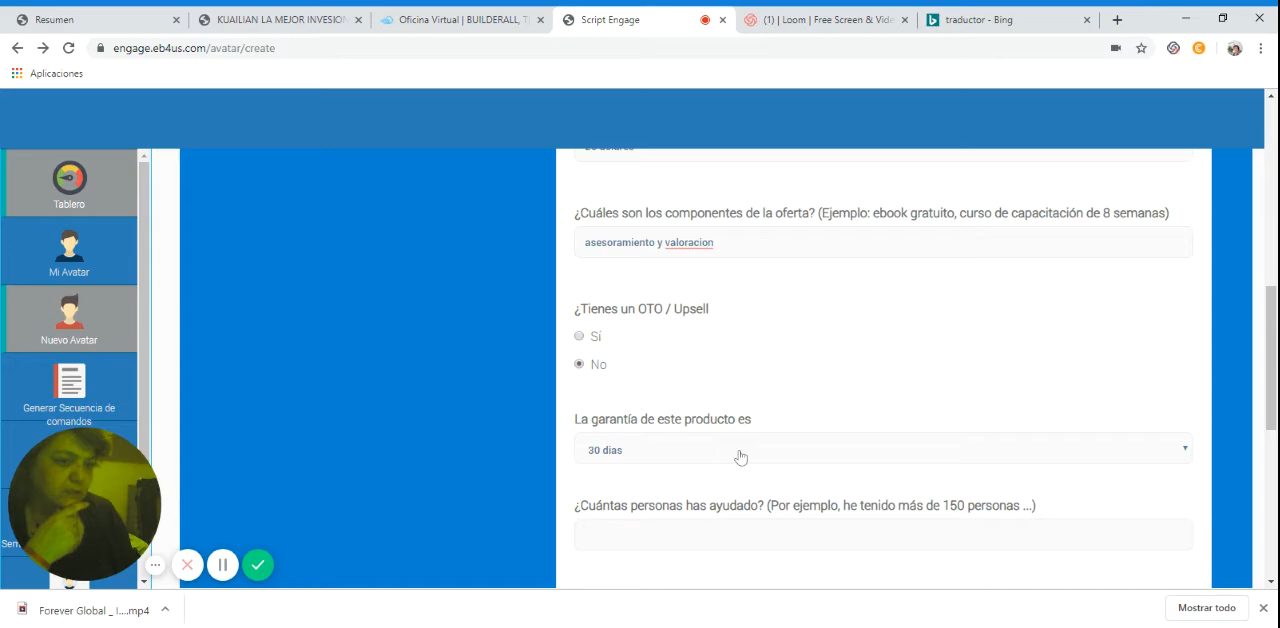 Resumen
KUAILIAN LA MEJOR INVESION
Oficina Virtual | BUILDERALL, T
Script Engage
(1) | Loom | Free Screen & Vide
traductor - Bing
engage.eb4us.com/avatar/create
Aplicaciones
Tablero
Mi Avatar
Nuevo Avatar
Generar Secuencia de
comandos
Sem
¿Cuáles son los componentes de la oferta? (Ejemplo: ebook gratuito, curso de capacitación de 8 semanas)
asesoramiento y valoracion
¿Tienes un OTO / Upsell
Sí
No
La garantía de este producto es
30 dias
¿Cuántas personas has ayudado? (Por ejemplo, he tenido más de 150 personas ...)
Forever Global _ I....mp4
Mostrar todo